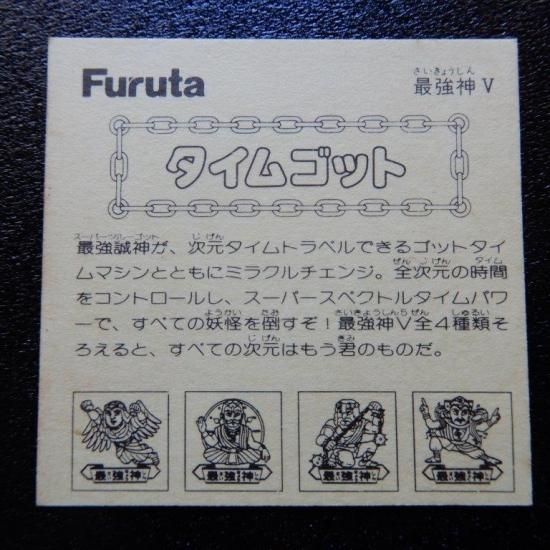 Furuta
さいきょうしん
最強神V
タイムゴット
スーパーツルーゴット じげん
最強誠神が、次元タイムトラベルできるゴットタイ
ぜんじげん タイム
ムマシンとともにミラクルチェンジ。全次元の時間
をコントロールし、スーパースペクトルタイムパワ
ようかい たお さいきょうしん ぜん しゅるい
ーで、すべての妖怪を倒すぞ！最強神V全4種類そ
じげん きみ
ろえると、すべての次元はもう君のものだ。
最強神 最強神 最強神 最強神